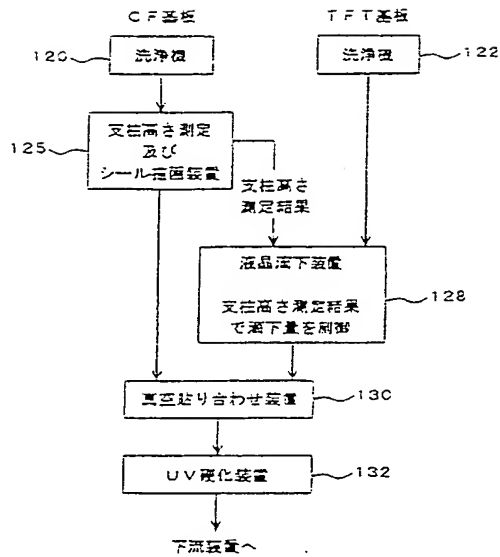 CF基板
TFT基板
120
洗浄機
洗浄機
122
125
支柱高さ測定
及び
シール描画装置
支柱高さ
測定結果
液晶滴下装置
支柱高さ測定結果
で滴下量を制御
128
真空貼り合わせ装置
130
UV硬化装置
132
下流装置へ